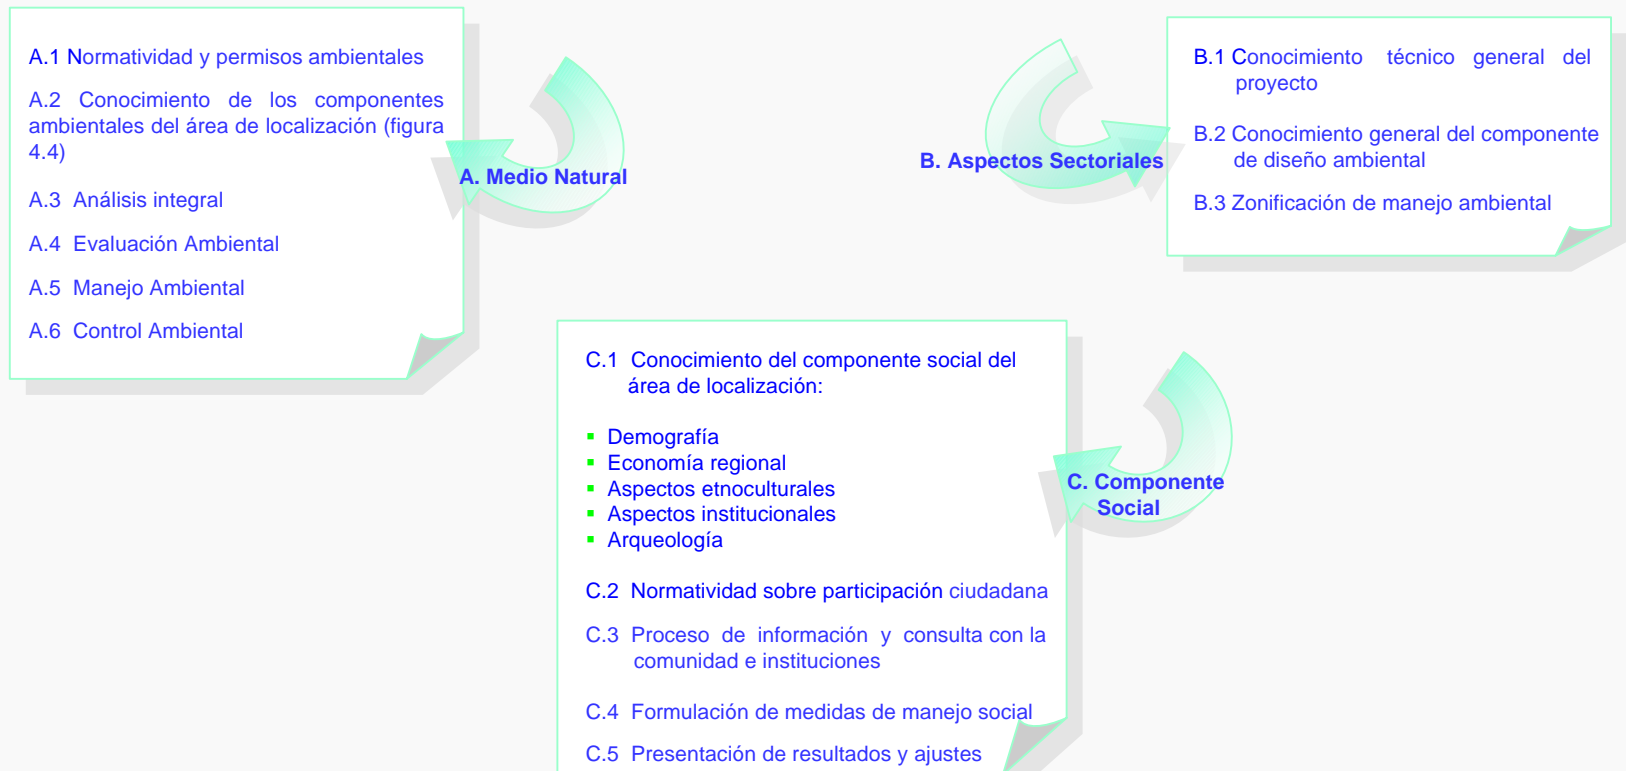 A.1 Normatividad y permisos ambientales
A.2 Conocimiento de los componentes
ambientales del área de localización (figura
4.4)
A.3 Análisis integral
A.4 Evaluación Ambiental
A.5 Manejo Ambiental
A.6 Control Ambiental
A. Medio Natural
B. Aspectos Sectoriales
B.1 Conocimiento técnico general del
proyecto
B.2 Conocimiento general del componente
de diseño ambiental
B.3 Zonificación de manejo ambiental
C.1 Conocimiento del componente social del
área de localización:
▪ Demografía
▪ Economía regional
▪ Aspectos etnoculturales
▪ Aspectos institucionales
▪ Arqueología
C.2 Normatividad sobre participación ciudadana
C.3 Proceso de información y consulta con la
comunidad e instituciones
C.4 Formulación de medidas de manejo social
C.5 Presentación de resultados y ajustes
C. Componente
Social